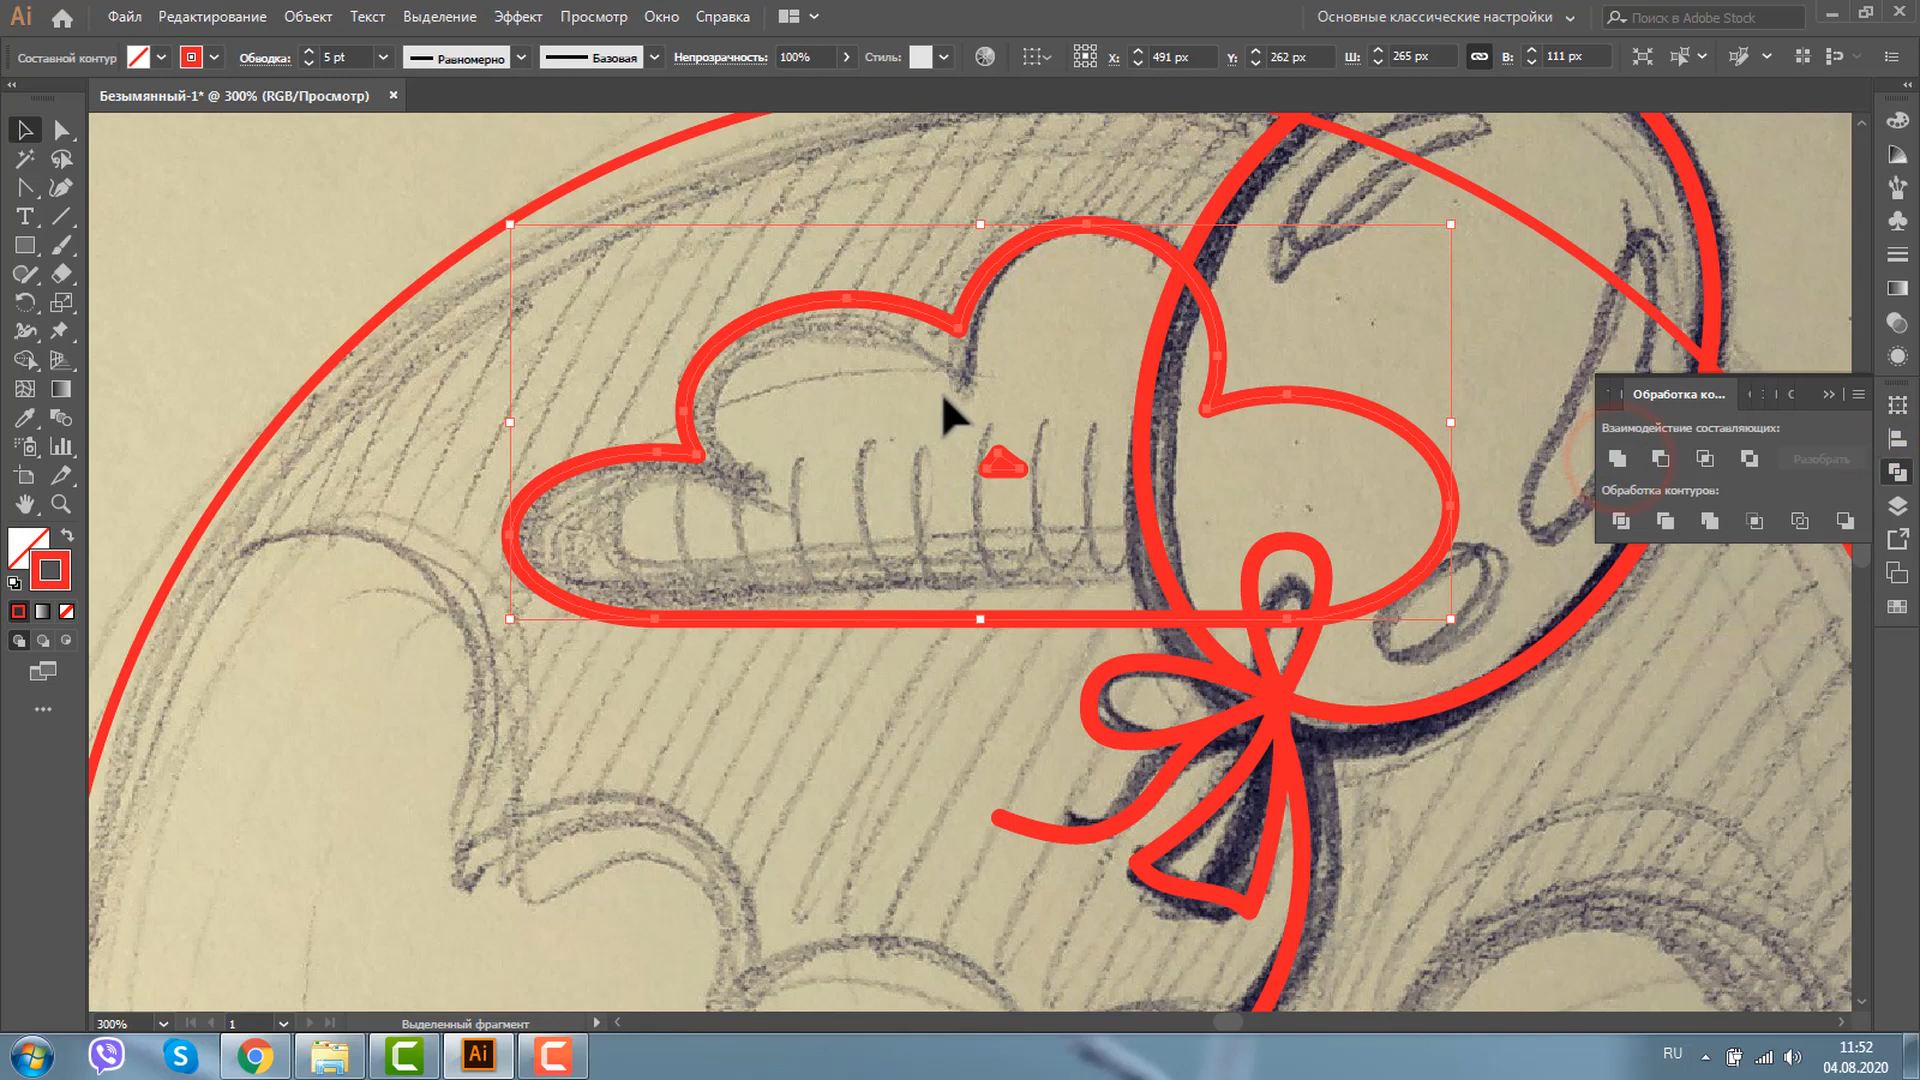 Ai Файл Редактирование Объект Текст Выделение Эффект Просмотр Окно Справка Основные классические настройки Поиск в Adobe Stock
Составной контур Обводка: 5 pt Равномерно Базовая Непрозрачность: 100% Стиль: X: 491 px Y: 262 px Ш: 265 px В: 111 px
Безымянный-1* @ 300% (RGB/Просмотр) ×
Обработка ко...
Взаимодействие составляющих:
Разобрать
Обработка контуров:
300% 1 Выделенный фрагмент
Ai RU 11:52
04.08.2020